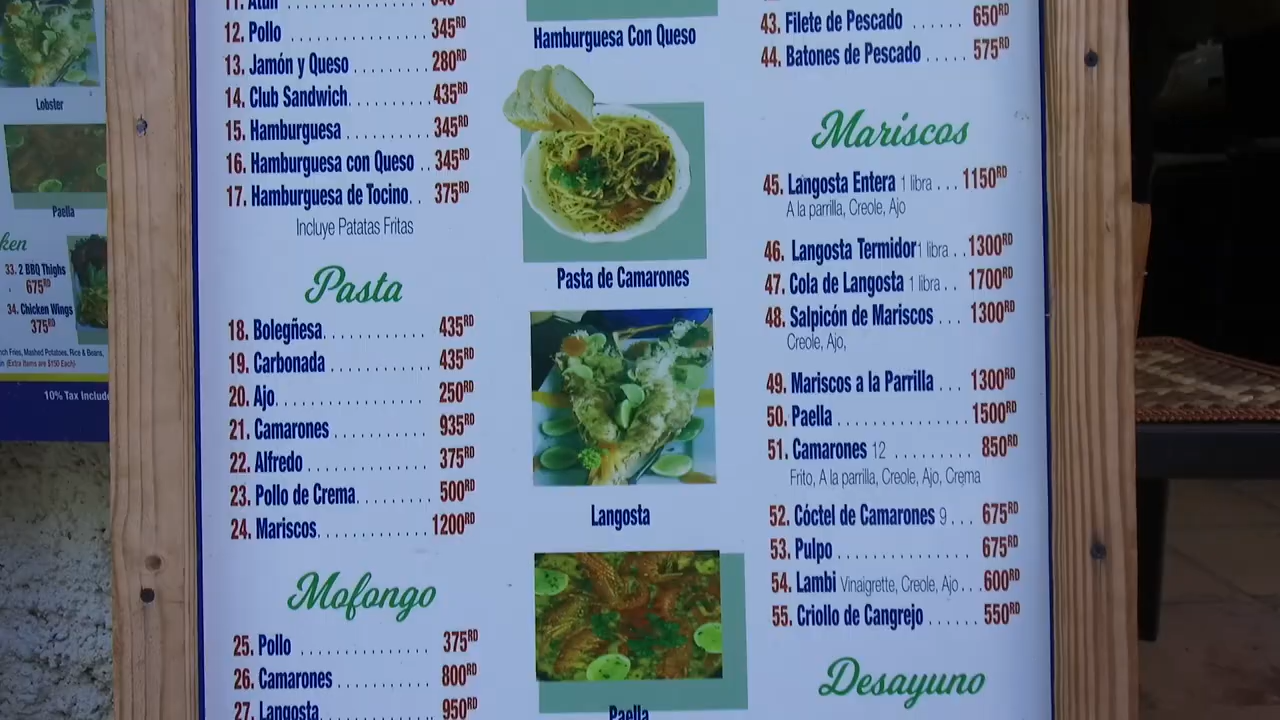 Lobster
Paella
ken
33. 2 BBQ Thighs
. 675RD
34. Chicken Wings
375RD
nch Fries, Mashed Potatoes, Rice & Beans,
(Extra Items are $150 Each)
10% Tax Include
11. Atún
12. Pollo . . . . . . . . . . . . . 345RD
13. Jamón y Queso . . . . . . . 280RD
14. Club Sandwich. . . . . . . . 435RD
15. Hamburguesa . . . . . . . . 345RD
16. Hamburguesa con Queso . . 345RD
17. Hamburguesa de Tocino. . 375RD
Incluye Patatas Fritas
Pasta
18. Bolegñesa. . . . . . . . . . . 435RD
19. Carbonada . . . . . . . . . . 435RD
20. Ajo. . . . . . . . . . . . . . . 250RD
21. Camarones . . . . . . . . . . 935RD
22. Alfredo . . . . . . . . . . . . 375RD
23. Pollo de Crema. . . . . . . . 500RD
24. Mariscos. . . . . . . . . . . . 1200RD
Mofongo
25. Pollo . . . . . . . . . . . . . 375RD
26. Camarones . . . . . . . . . . 800RD
27. Langosta. . . . . . . . . . . . 950RD
Hamburguesa Con Queso
Pasta de Camarones
Langosta
Paella
43. Filete de Pescado . . . . . . 650RD
44. Batones de Pescado . . . . . 575RD
Mariscos
45. Langosta Entera 1 libra . . . 1150RD
A la parrilla, Creole, Ajo
46. Langosta Termidor 1 libra . . 1300RD
47. Cola de Langosta 1 libra . . 1700RD
48. Salpicón de Mariscos . . . 1300RD
Creole, Ajo,
49. Mariscos a la Parrilla . . . 1300RD
50. Paella . . . . . . . . . . . . . 1500RD
51. Camarones 12 . . . . . . . . . 850RD
Frito, A la parrilla, Creole, Ajo, Crema
52. Cóctel de Camarones 9 . . . 675RD
53. Pulpo . . . . . . . . . . . . . 675RD
54. Lambi Vinaigrette, Creole, Ajo . . . 600RD
55. Criollo de Cangrejo . . . . . . 550RD
Desayuno